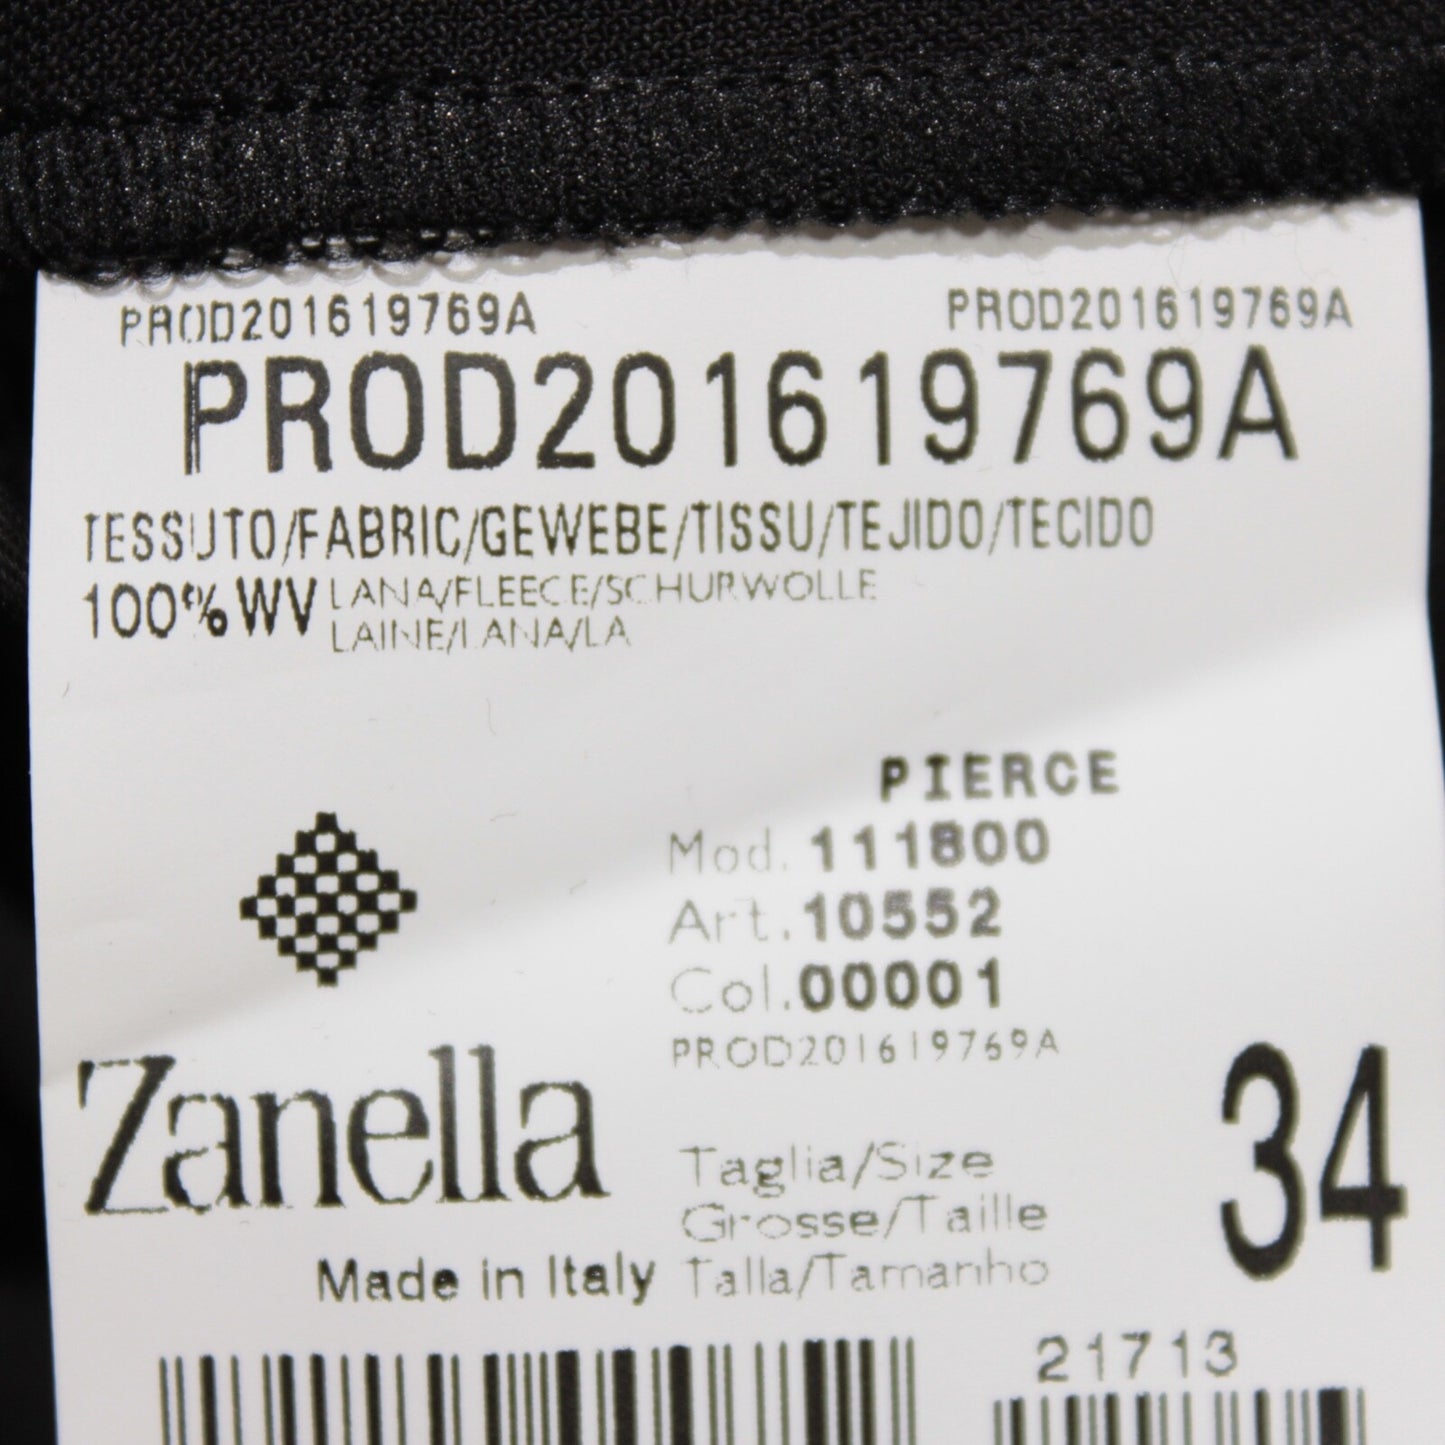 PROD201619769A PROD201619769A
PROD201619769A
TESSUTO/FABRIC/GEWEBE/TISSU/TEJIDO/TECIDO
100%WV LANA/FLEECE/SCHURWOLLE
LAINE/LANA/LA
PIERCE
Mod. 111800
Art. 10552
Col. 00001
PROD201619769A
Zanella
Made in Italy
Taglia/Size
Grosse/Taille
Talla/Tamanho
34
21713